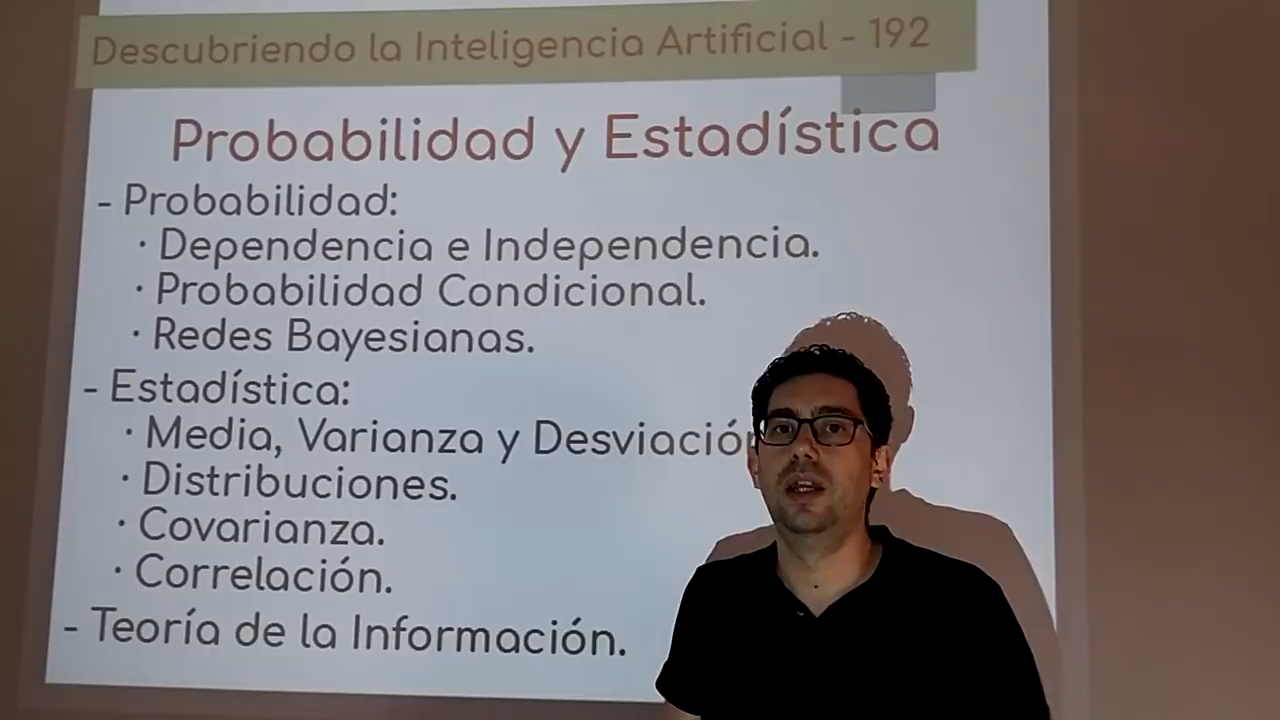 Descubriendo la Inteligencia Artificial - 192
Probabilidad y Estadística
- Probabilidad:
· Dependencia e Independencia.
· Probabilidad Condicional.
· Redes Bayesianas.
- Estadística:
· Media, Varianza y Desviación
· Distribuciones.
· Covarianza.
· Correlación.
- Teoría de la Información.